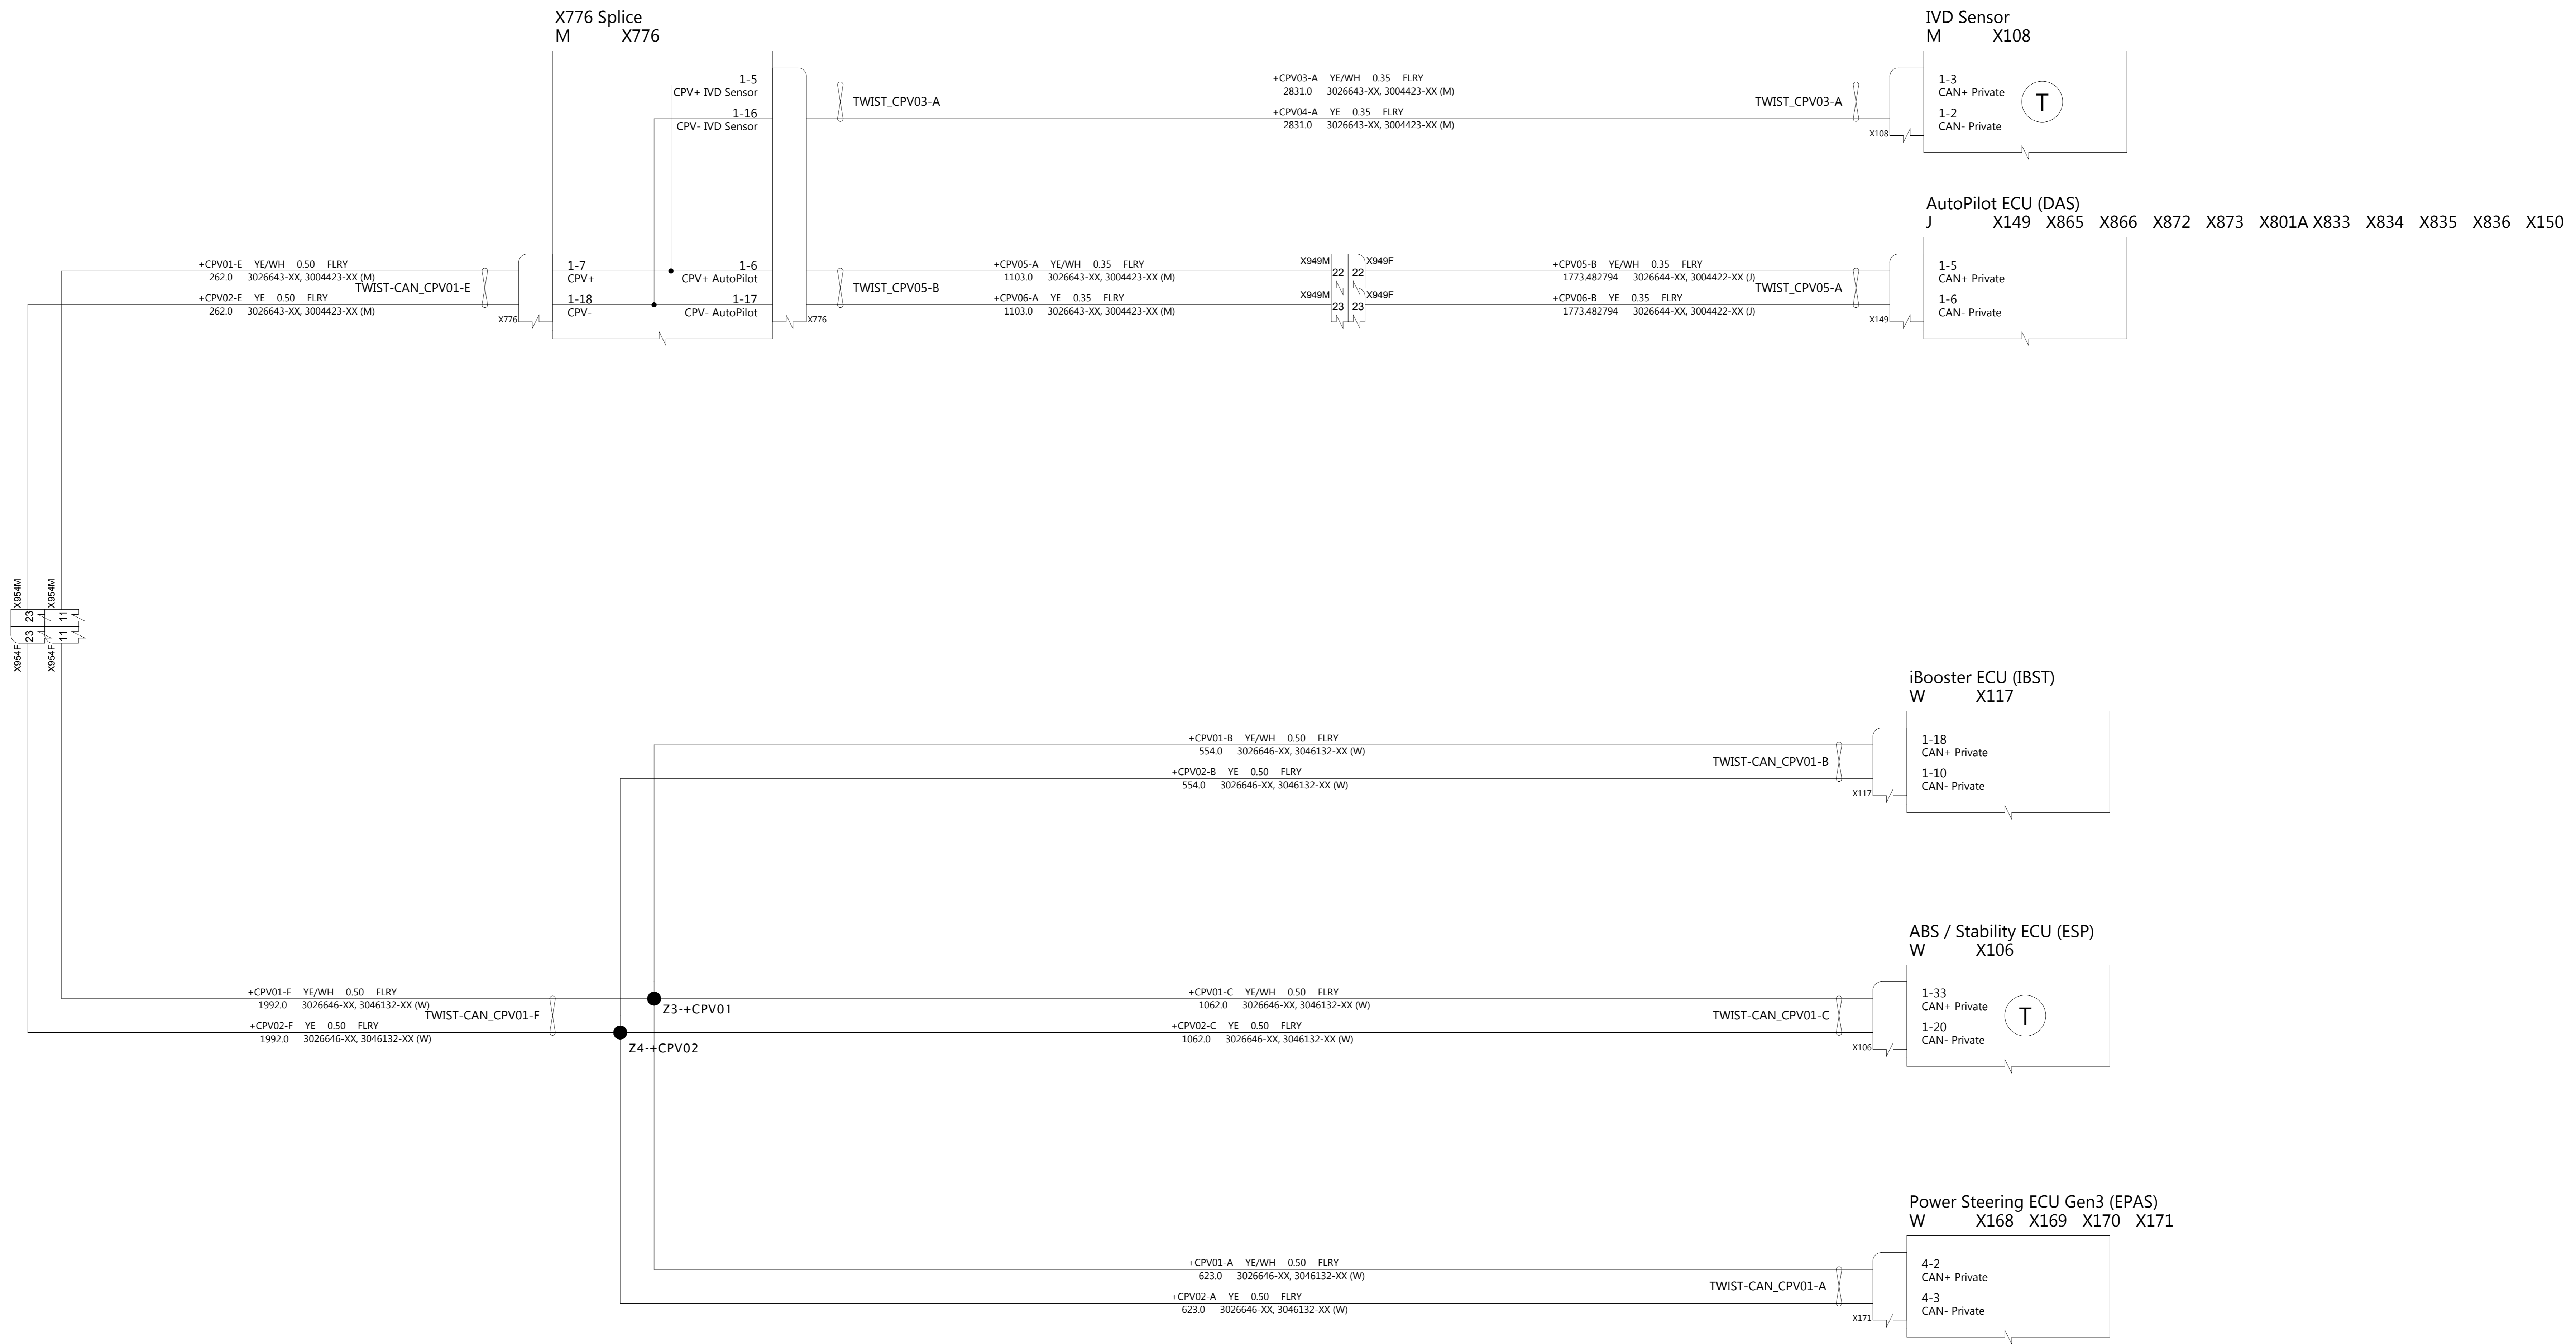 X776 Splice
M X776
1-5
CPV+ IVD Sensor
1-16
CPV- IVD Sensor
1-7
CPV+
1-6
CPV+ AutoPilot
1-18
CPV-
1-17
CPV- AutoPilot
X776
X776
TWIST_CPV03-A
+CPV03-A YE/WH 0.35 FLRY
2831.0 3026643-XX, 3004423-XX (M)
+CPV04-A YE 0.35 FLRY
2831.0 3026643-XX, 3004423-XX (M)
TWIST_CPV03-A
IVD Sensor
M X108
1-3
CAN+ Private
1-2
CAN- Private
T
X108
AutoPilot ECU (DAS)
J X149 X865 X866 X872 X873 X801A X833 X834 X835 X836 X150
1-5
CAN+ Private
1-6
CAN- Private
X149
+CPV01-E YE/WH 0.50 FLRY
262.0 3026643-XX, 3004423-XX (M)
TWIST-CAN_CPV01-E
+CPV02-E YE 0.50 FLRY
262.0 3026643-XX, 3004423-XX (M)
TWIST_CPV05-B
+CPV05-A YE/WH 0.35 FLRY
1103.0 3026643-XX, 3004423-XX (M)
+CPV06-A YE 0.35 FLRY
1103.0 3026643-XX, 3004423-XX (M)
X949M 22 22 X949F
X949M 23 23 X949F
+CPV05-B YE/WH 0.35 FLRY
1773.482794 3026644-XX, 3004422-XX (J)
+CPV06-B YE 0.35 FLRY
1773.482794 3026644-XX, 3004422-XX (J)
TWIST_CPV05-A
X954M X954M
23 11
23 11
X954F X954F
iBooster ECU (IBST)
W X117
+CPV01-B YE/WH 0.50 FLRY
554.0 3026646-XX, 3046132-XX (W)
+CPV02-B YE 0.50 FLRY
554.0 3026646-XX, 3046132-XX (W)
TWIST-CAN_CPV01-B
1-18
CAN+ Private
1-10
CAN- Private
X117
ABS / Stability ECU (ESP)
W X106
+CPV01-F YE/WH 0.50 FLRY
1992.0 3026646-XX, 3046132-XX (W)
TWIST-CAN_CPV01-F
+CPV02-F YE 0.50 FLRY
1992.0 3026646-XX, 3046132-XX (W)
Z3-+CPV01
Z4-+CPV02
+CPV01-C YE/WH 0.50 FLRY
1062.0 3026646-XX, 3046132-XX (W)
+CPV02-C YE 0.50 FLRY
1062.0 3026646-XX, 3046132-XX (W)
TWIST-CAN_CPV01-C
1-33
CAN+ Private
1-20
CAN- Private
T
X106
Power Steering ECU Gen3 (EPAS)
W X168 X169 X170 X171
+CPV01-A YE/WH 0.50 FLRY
623.0 3026646-XX, 3046132-XX (W)
+CPV02-A YE 0.50 FLRY
623.0 3026646-XX, 3046132-XX (W)
TWIST-CAN_CPV01-A
4-2
CAN+ Private
4-3
CAN- Private
X171